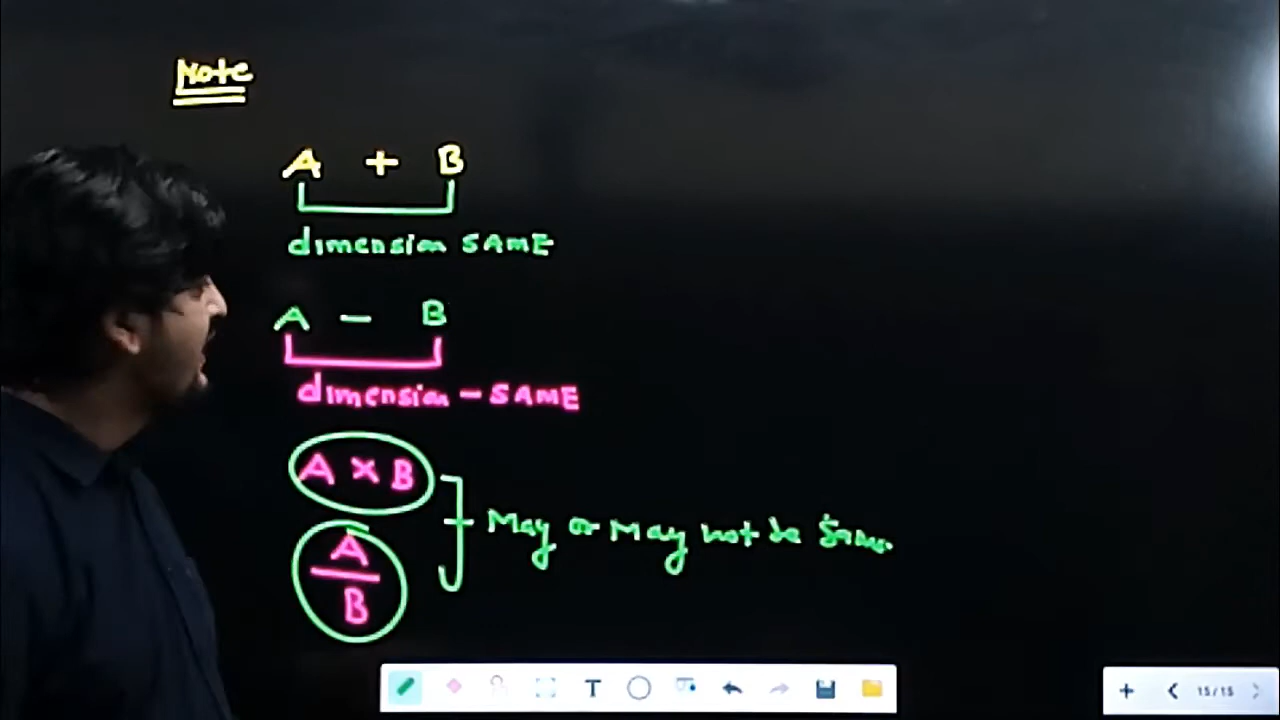 Note
A + B
dimension SAME
A - B
dimension - SAME
A × B
A
B
May or May not be Same
T
15/15